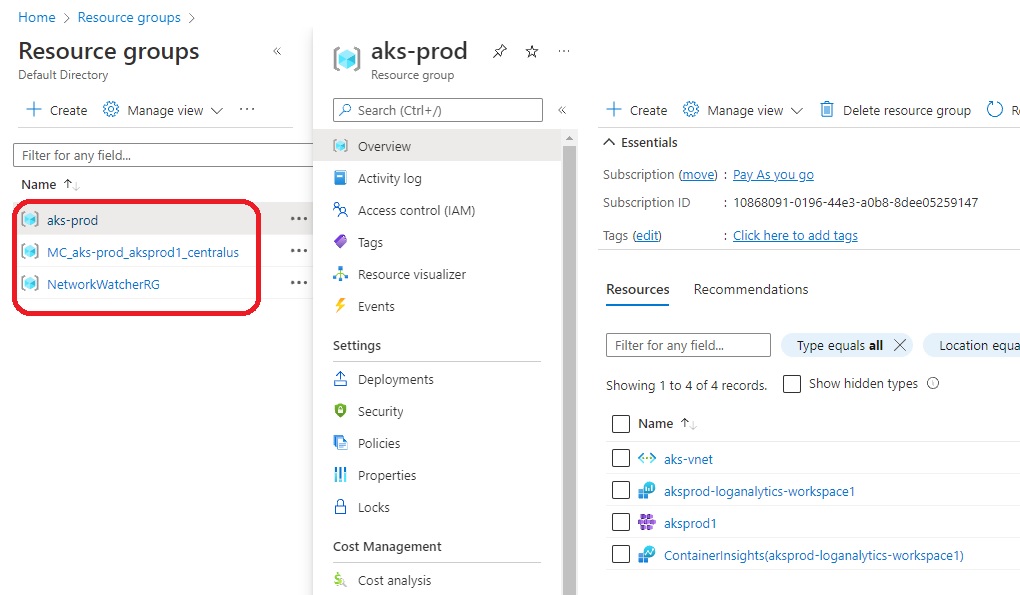 Home > Resource groups >
Resource groups
Default Directory
«
Create
Manage view
...
Filter for any field...
Name
aks-prod
...
MC_aks-prod_aksprod1_centralus
...
NetworkWatcherRG
...
aks-prod
...
Resource group
Search (Ctrl+/)
«
Overview
Activity log
Access control (IAM)
Tags
Resource visualizer
Events
Settings
Deployments
Security
Policies
Properties
Locks
Cost Management
Cost analysis
Create
Manage view
Delete resource group
Essentials
Subscription (move) : Pay As you go
Subscription ID : 10868091-0196-44e3-a0b8-8dee05259147
Tags (edit) : Click here to add tags
Resources Recommendations
Filter for any field...
Type equals all
Location equa
Showing 1 to 4 of 4 records.
Show hidden types
Name
aks-vnet
aksprod-loganalytics-workspace1
aksprod1
ContainerInsights(aksprod-loganalytics-workspace1)